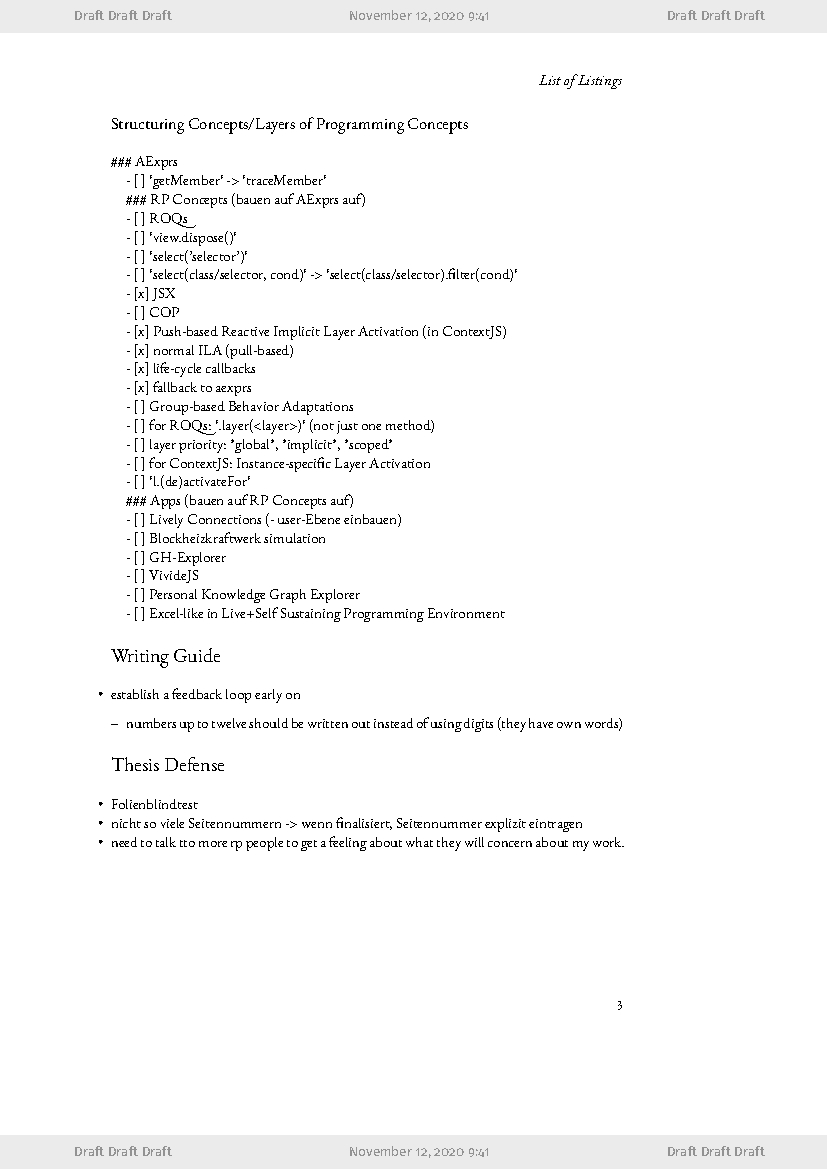 Draft Draft Draft November 12, 2020 9:41 Draft Draft Draft
List of Listings
Structuring Concepts/Layers of Programming Concepts
### AExprs
- [ ] 'getMember' -> 'traceMember'
### RP Concepts (bauen auf AExprs auf)
- [ ] ROQs
- [ ] 'view.dispose()'
- [ ] 'select('selector')'
- [ ] 'select(class/selector, cond)' -> 'select(class/selector).filter(cond)'
- [x] JSX
- [ ] COP
- [x] Push-based Reactive Implicit Layer Activation (in ContextJS)
- [x] normal ILA (pull-based)
- [x] life-cycle callbacks
- [x] fallback to aexprs
- [ ] Group-based Behavior Adaptations
- [ ] for ROQs: '.layer(<layer>)' (not just one method)
- [ ] layer priority: "global", "implicit", "scoped"
- [ ] for ContextJS: Instance-specific Layer Activation
- [ ] 'l.(de)activateFor'
### Apps (bauen auf RP Concepts auf)
- [ ] Lively Connections (- user-Ebene einbauen)
- [ ] Blockheizkraftwerk simulation
- [ ] GH-Explorer
- [ ] VivideJS
- [ ] Personal Knowledge Graph Explorer
- [ ] Excel-like in Live+Self Sustaining Programming Environment
Writing Guide
• establish a feedback loop early on
– numbers up to twelve should be written out instead of using digits (they have own words)
Thesis Defense
• Folienblindtest
• nicht so viele Seitennummern -> wenn finalisiert, Seitennummer explizit eintragen
• need to talk tto more rp people to get a feeling about what they will concern about my work.
3
Draft Draft Draft November 12, 2020 9:41 Draft Draft Draft